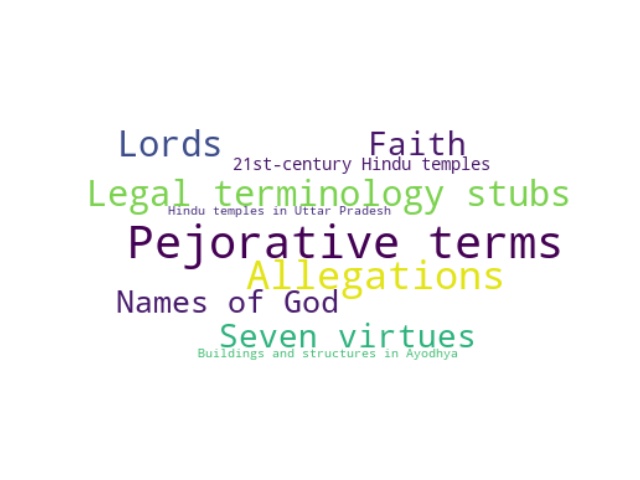 Lords
Faith
21st-century Hindu temples
Legal terminology stubs
Hindu temples in Uttar Pradesh
Pejorative terms
Allegations
Names of God
Seven virtues
Buildings and structures in Ayodhya